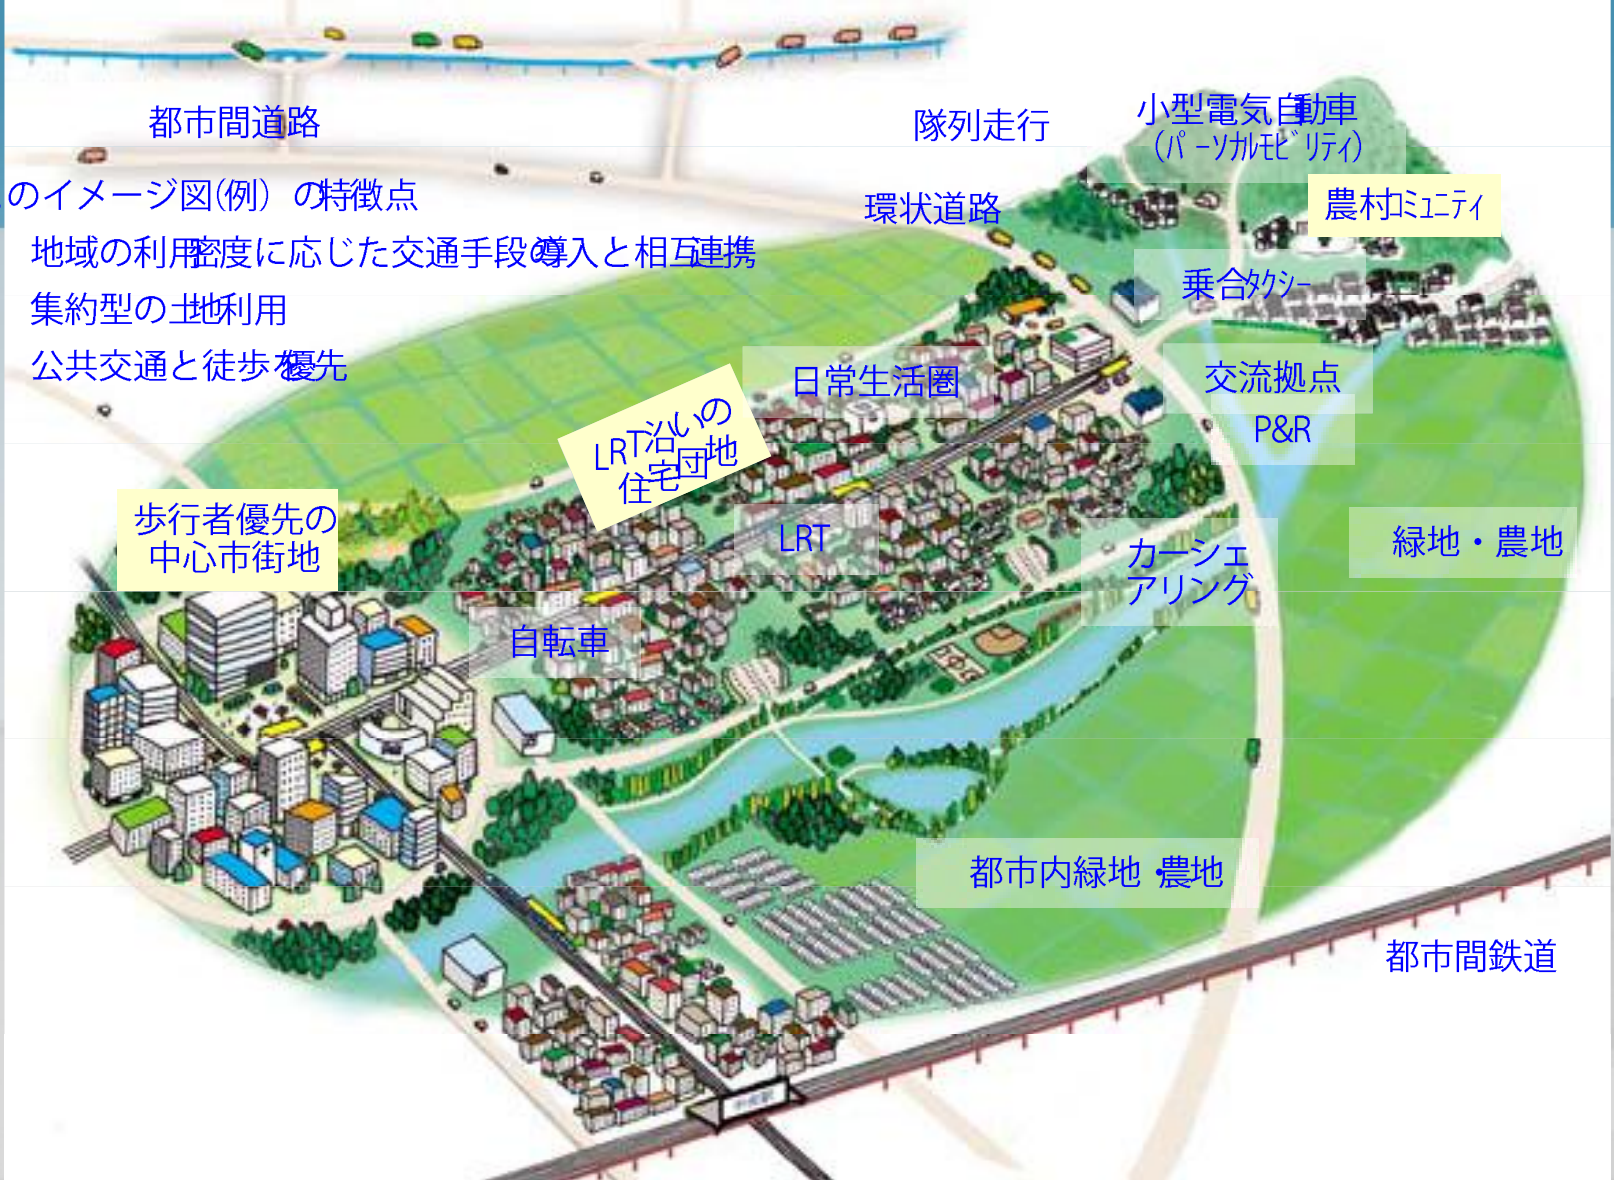 都市間道路
隊列走行
小型電気自動車
(パーソナルモビリティ)
のイメージ図(例) の特徴点
環状道路
農村コミュニティ
地域の利用密度に応じた交通手段の導入と相互連携
乗合タクシー
集約型の土地利用
公共交通と徒歩を優先
日常生活圏
交流拠点
P&R
LRT沿いの
住宅団地
歩行者優先の
中心市街地
LRT
カーシェ
アリング
緑地・農地
自転車
都市内緑地・農地
都市間鉄道